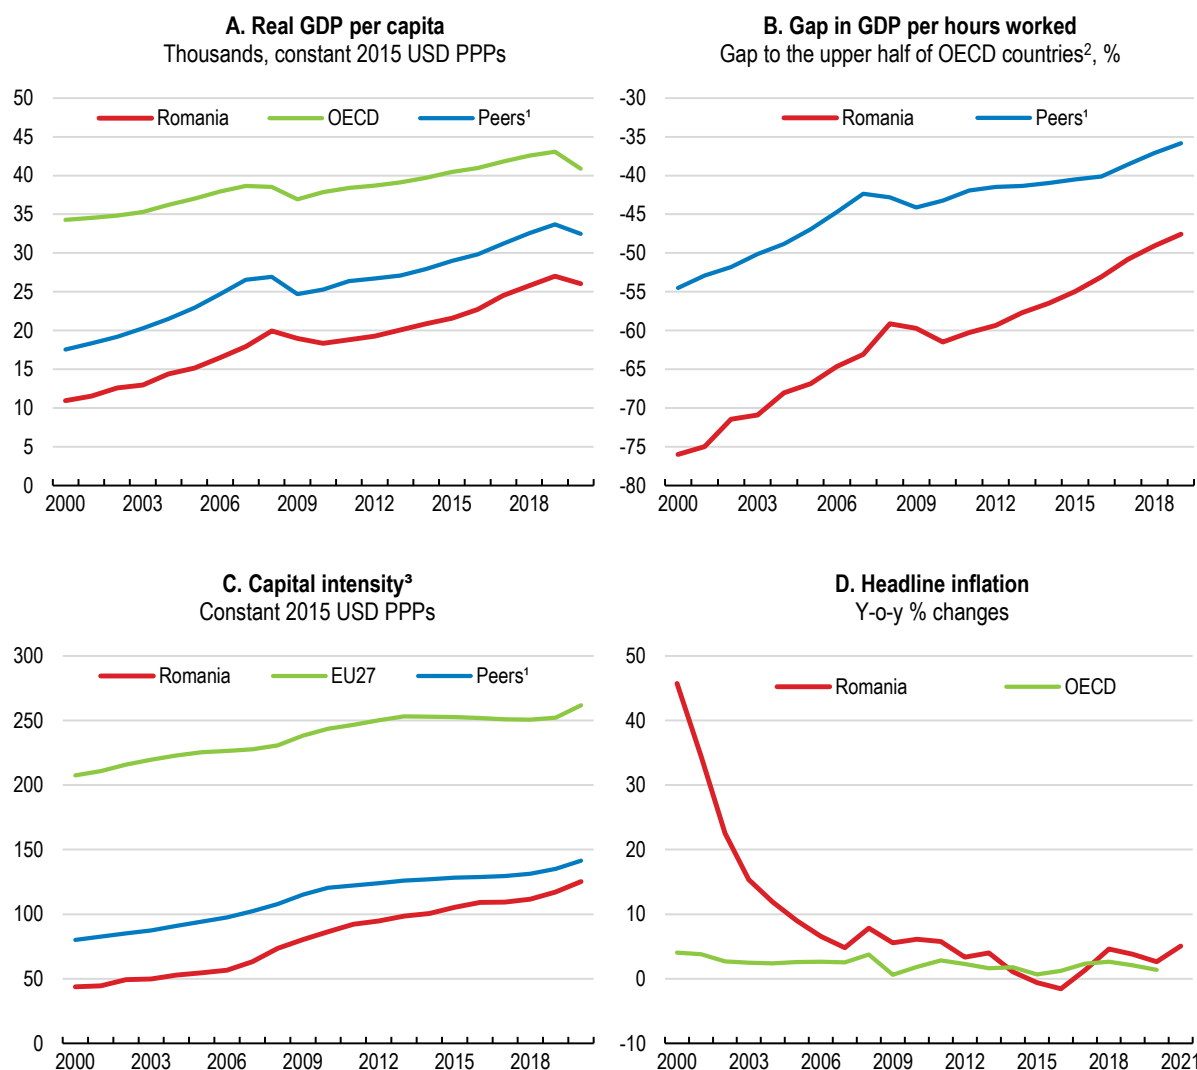 A. Real GDP per capita
Thousands, constant 2015 USD PPPs
Romania OECD Peers¹
50
45
40
35
30
25
20
15
10
5
0
2000 2003 2006 2009 2012 2015 2018
B. Gap in GDP per hours worked
Gap to the upper half of OECD countries², %
Romania Peers¹
-30
-35
-40
-45
-50
-55
-60
-65
-70
-75
-80
2000 2003 2006 2009 2012 2015 2018
C. Capital intensity³
Constant 2015 USD PPPs
Romania EU27 Peers¹
300
250
200
150
100
50
0
2000 2003 2006 2009 2012 2015 2018
D. Headline inflation
Y-o-y % changes
Romania OECD
50
40
30
20
10
0
-10
2000 2003 2006 2009 2012 2015 2018 2021